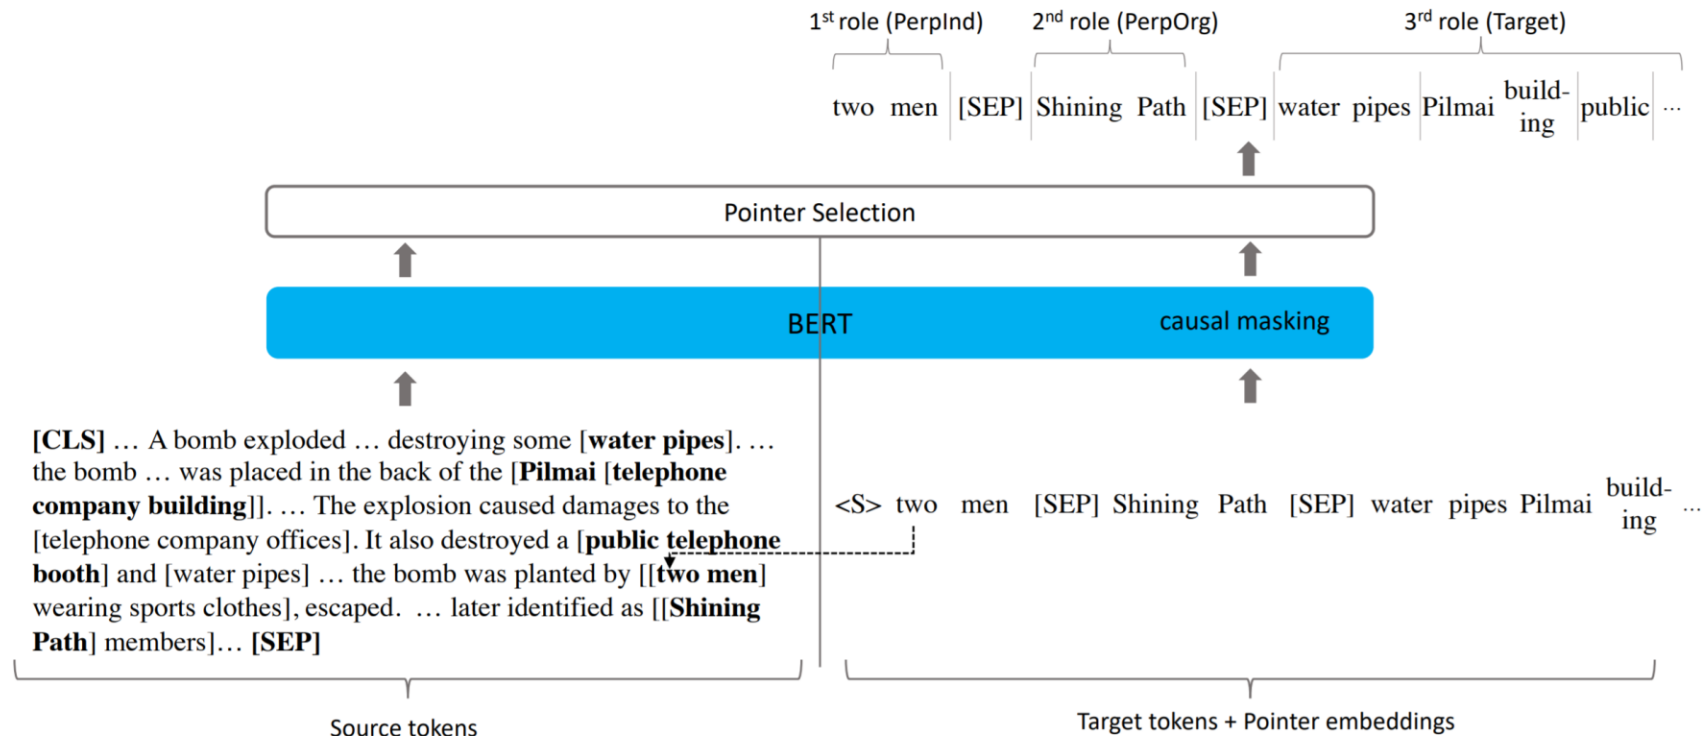 1st role (PerpInd) 2nd role (PerpOrg) 3rd role (Target)
two men [SEP] Shining Path [SEP] water pipes Pilmai build-ing public ...
Pointer Selection
BERT causal masking
[CLS] … A bomb exploded … destroying some [water pipes]. …
the bomb … was placed in the back of the [Pilmai [telephone
company building]]. … The explosion caused damages to the
[telephone company offices]. It also destroyed a [public telephone
booth] and [water pipes] … the bomb was planted by [[two men]
wearing sports clothes], escaped. … later identified as [[Shining
Path] members]… [SEP]
<S> two men [SEP] Shining Path [SEP] water pipes Pilmai build-ing ...
Source tokens
Target tokens + Pointer embeddings